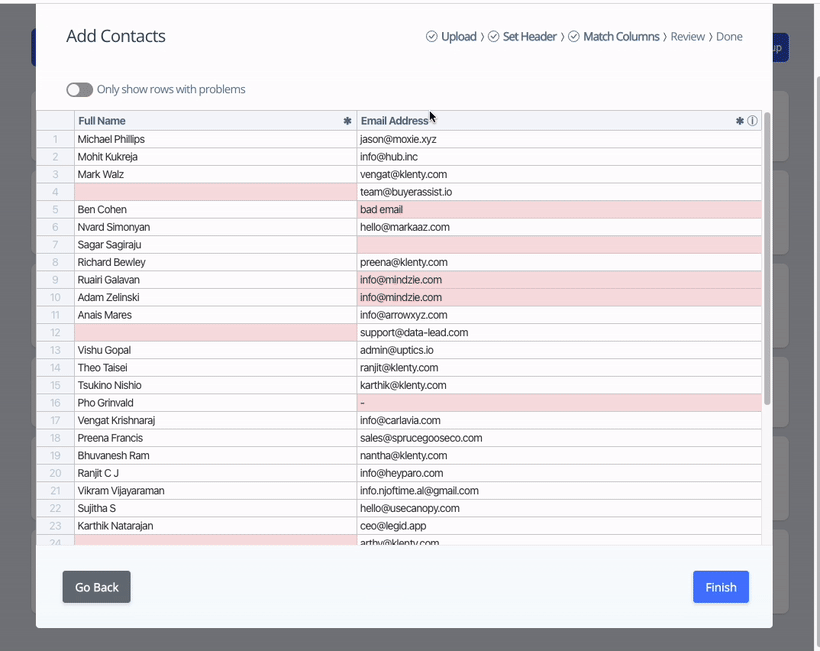 Add Contacts
Upload > Set Header > Match Columns > Review > Done
up
Only show rows with problems
Full Name * Email Address *
1 Michael Phillips jason@moxie.xyz
2 Mohit Kukreja info@hub.inc
3 Mark Walz vengat@klenty.com
4 team@buyerassist.io
5 Ben Cohen bad email
6 Nvard Simonyan hello@markaaz.com
7 Sagar Sagiraju
8 Richard Bewley preena@klenty.com
9 Ruairi Galavan info@mindzie.com
10 Adam Zelinski info@mindzie.com
11 Anais Mares info@arrowxyz.com
12 support@data-lead.com
13 Vishu Gopal admin@uptics.io
14 Theo Taisei ranjit@klenty.com
15 Tsukino Nishio karthik@klenty.com
16 Pho Grinvald -
17 Vengat Krishnaraj info@carlavia.com
18 Preena Francis sales@sprucegooseco.com
19 Bhuvanesh Ram nantha@klenty.com
20 Ranjit C J info@heyparo.com
21 Vikram Vijayaraman info.njoftime.al@gmail.com
22 Sujitha S hello@usecanopy.com
23 Karthik Natarajan ceo@legid.app
24 arthy@klenty.com
Go Back Finish